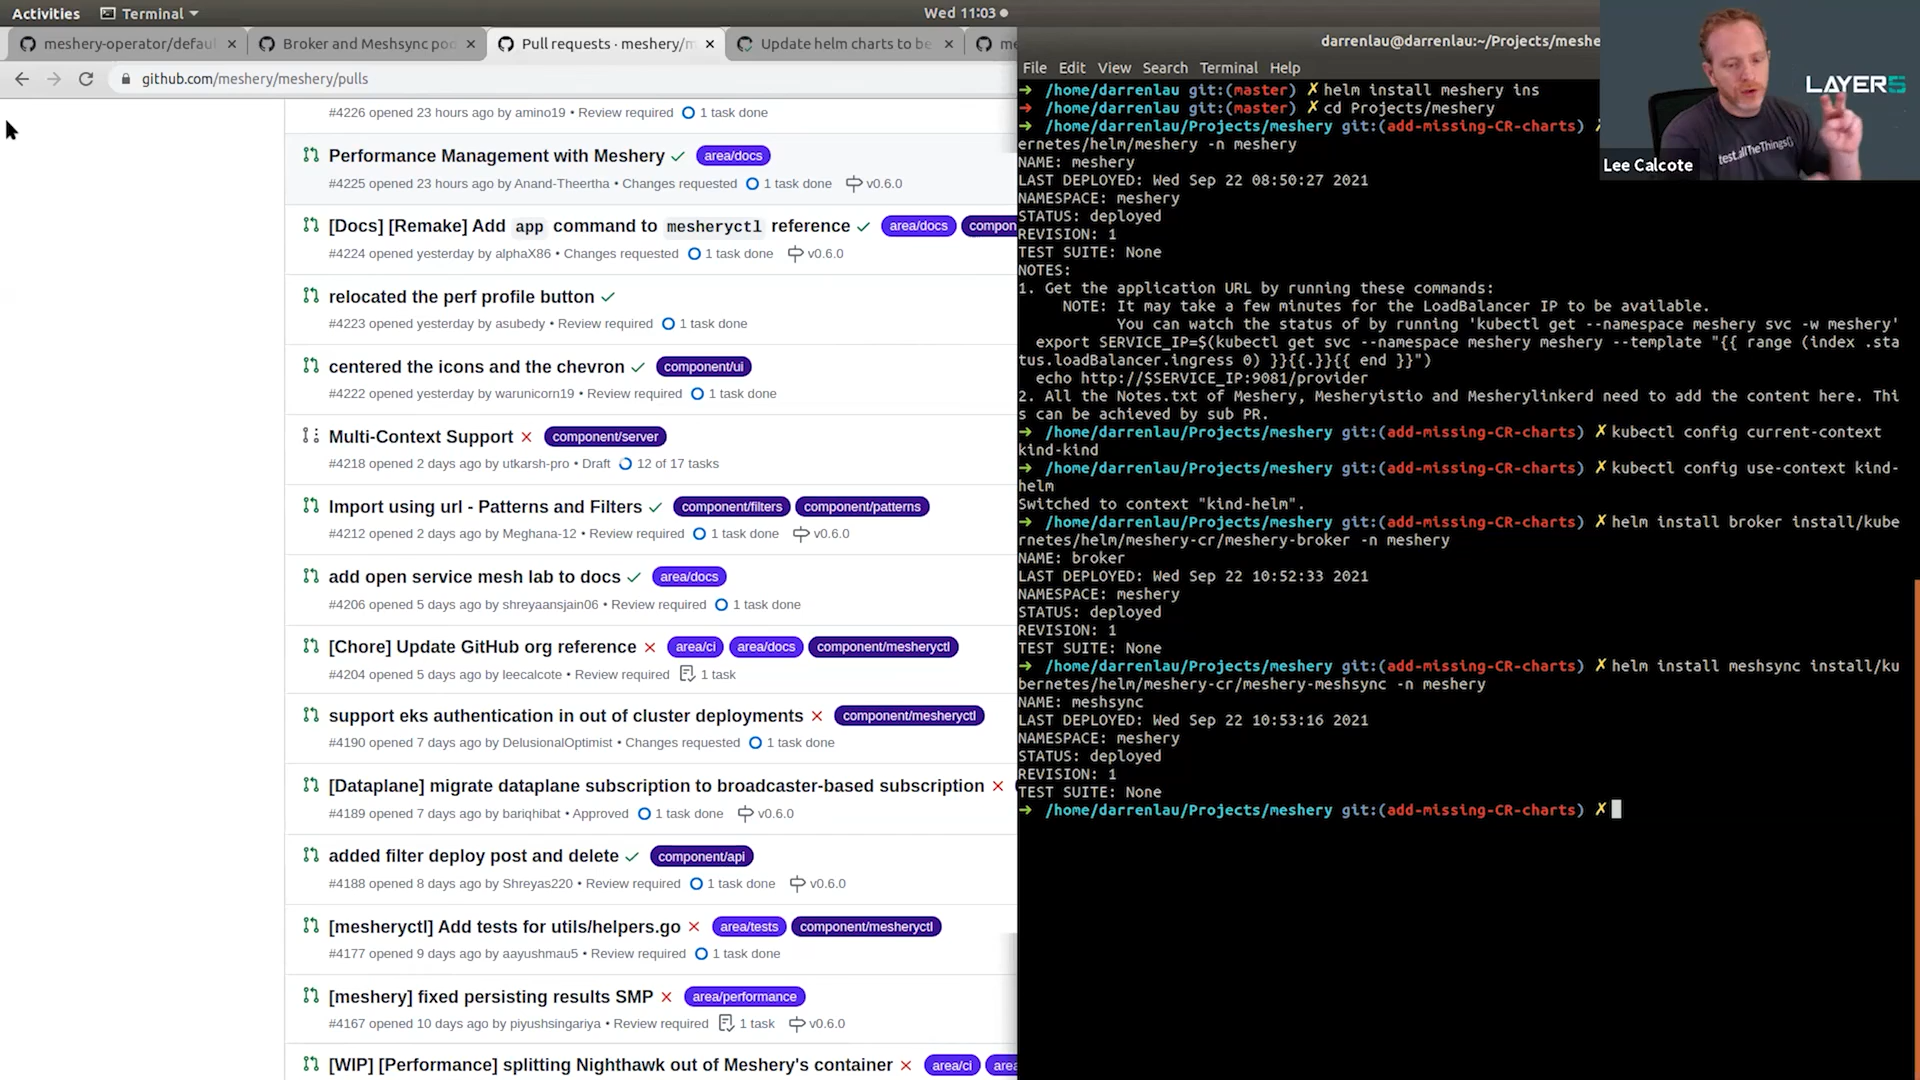 Activities
Terminal
Wed 11:03
meshery-operator/defau
Broker and Meshsync poo
Pull requests · meshery/m
Update helm charts to be
me
github.com/meshery/meshery/pulls
#4226 opened 23 hours ago by amino19 • Review required 1 task done
Performance Management with Meshery area/docs
#4225 opened 23 hours ago by Anand-Theertha • Changes requested 1 task done v0.6.0
[Docs] [Remake] Add app command to mesheryctl reference area/docs compon
#4224 opened yesterday by alphaX86 • Changes requested 1 task done v0.6.0
relocated the perf profile button
#4223 opened yesterday by asubedy • Review required 1 task done
centered the icons and the chevron component/ui
#4222 opened yesterday by warunicorn19 • Review required 1 task done
Multi-Context Support component/server
#4218 opened 2 days ago by utkarsh-pro • Draft 12 of 17 tasks
Import using url - Patterns and Filters component/filters component/patterns
#4212 opened 2 days ago by Meghana-12 • Review required 1 task done v0.6.0
add open service mesh lab to docs area/docs
#4206 opened 5 days ago by shreyaansjain06 • Review required 1 task done
[Chore] Update GitHub org reference area/ci area/docs component/mesheryctl
#4204 opened 5 days ago by leecalcote • Review required 1 task
support eks authentication in out of cluster deployments component/mesheryctl
#4190 opened 7 days ago by DelusionalOptimist • Changes requested 1 task done
[Dataplane] migrate dataplane subscription to broadcaster-based subscription
#4189 opened 7 days ago by bariqhibat • Approved 1 task done v0.6.0
added filter deploy post and delete component/api
#4188 opened 8 days ago by Shreyas220 • Review required 1 task done v0.6.0
[mesheryctl] Add tests for utils/helpers.go area/tests component/mesheryctl
#4177 opened 9 days ago by aayushmau5 • Review required 1 task done
[meshery] fixed persisting results SMP area/performance
#4167 opened 10 days ago by piyushsingariya • Review required 1 task v0.6.0
[WIP] [Performance] splitting Nighthawk out of Meshery's container area/ci area
darrenlau@darrenlau:~/Projects/meshe
File Edit View Search Terminal Help
➜ /home/darrenlau git:(master) ✗ helm install meshery ins
➜ /home/darrenlau git:(master) ✗ cd Projects/meshery
➜ /home/darrenlau/Projects/meshery git:(add-missing-CR-charts) ✗
ernetes/helm/meshery -n meshery
NAME: meshery
LAST DEPLOYED: Wed Sep 22 08:50:27 2021
NAMESPACE: meshery
STATUS: deployed
REVISION: 1
TEST SUITE: None
NOTES:
1. Get the application URL by running these commands:
NOTE: It may take a few minutes for the LoadBalancer IP to be available.
You can watch the status of by running 'kubectl get --namespace meshery svc -w meshery'
export SERVICE_IP=$(kubectl get svc --namespace meshery meshery --template "{{ range (index .sta
tus.loadBalancer.ingress 0) }}{{.}}{{ end }}")
echo http://$SERVICE_IP:9081/provider
2. All the Notes.txt of Meshery, Mesheryistio and Mesherylinkerd need to add the content here. Thi
s can be achieved by sub PR.
➜ /home/darrenlau/Projects/meshery git:(add-missing-CR-charts) ✗ kubectl config current-context
kind-kind
➜ /home/darrenlau/Projects/meshery git:(add-missing-CR-charts) ✗ kubectl config use-context kind-
helm
Switched to context "kind-helm".
➜ /home/darrenlau/Projects/meshery git:(add-missing-CR-charts) ✗ helm install broker install/kube
rnetes/helm/meshery-cr/meshery-broker -n meshery
NAME: broker
LAST DEPLOYED: Wed Sep 22 10:52:33 2021
NAMESPACE: meshery
STATUS: deployed
REVISION: 1
TEST SUITE: None
➜ /home/darrenlau/Projects/meshery git:(add-missing-CR-charts) ✗ helm install meshsync install/ku
bernetes/helm/meshery-cr/meshery-meshsync -n meshery
NAME: meshsync
LAST DEPLOYED: Wed Sep 22 10:53:16 2021
NAMESPACE: meshery
STATUS: deployed
REVISION: 1
TEST SUITE: None
➜ /home/darrenlau/Projects/meshery git:(add-missing-CR-charts) ✗
LAYER5
test.allTheThings()
Lee Calcote